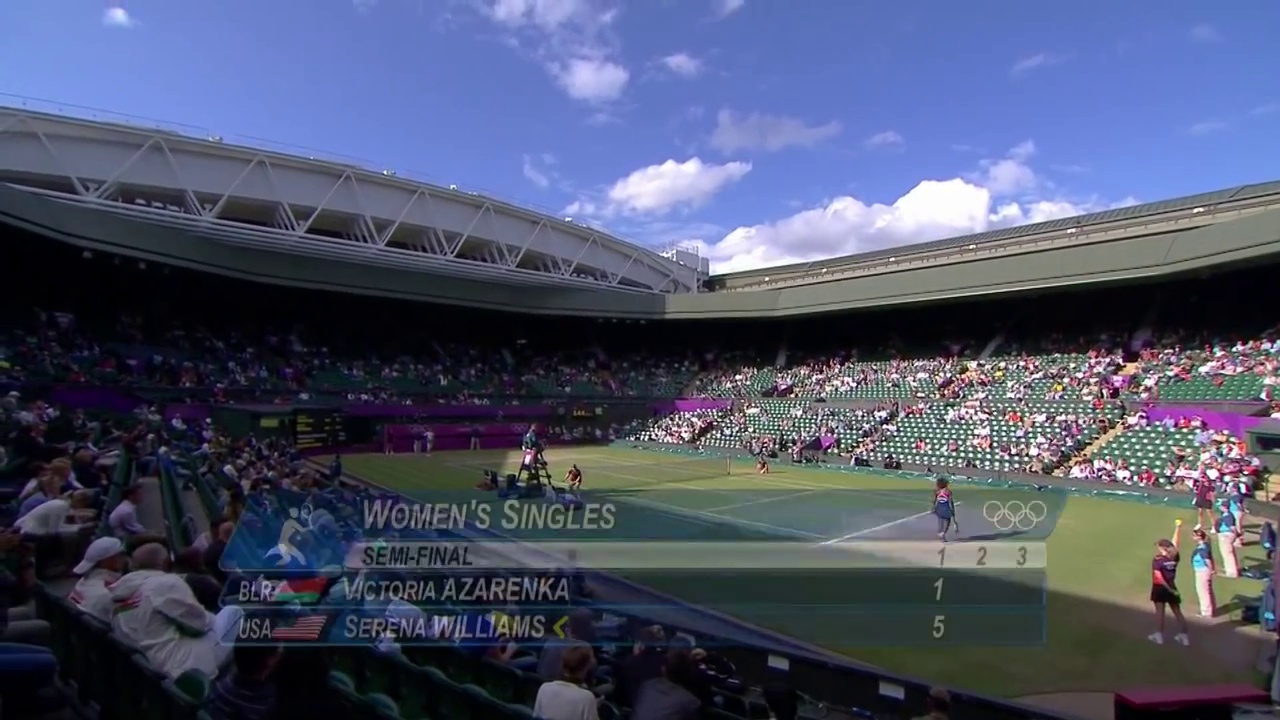 WOMEN'S SINGLES
SEMI-FINAL 1 2 3
BLR VICTORIA AZARENKA 1
USA SERENA WILLIAMS < 5